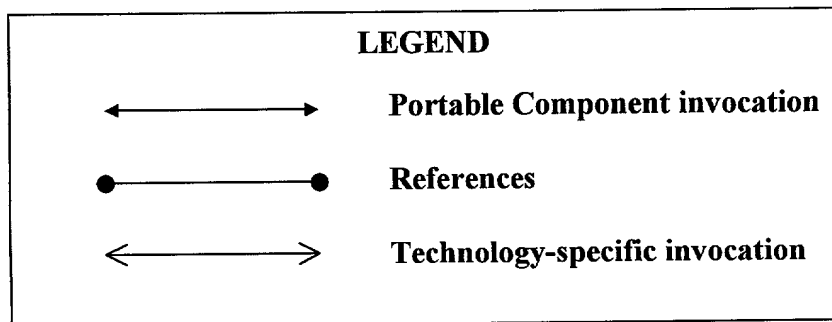 LEGEND
Portable Component invocation
References
Technology-specific invocation